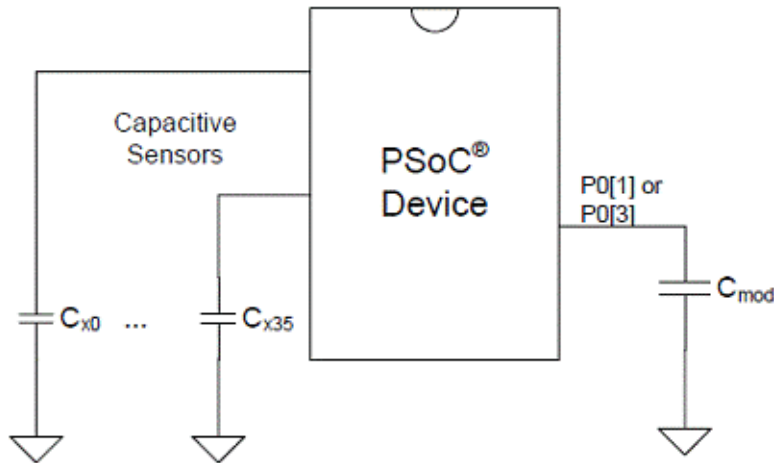 Capacitive
Sensors
PSoC®
Device
P0[1] or
P0[3]
Cx0 ... Cx35
Cmod